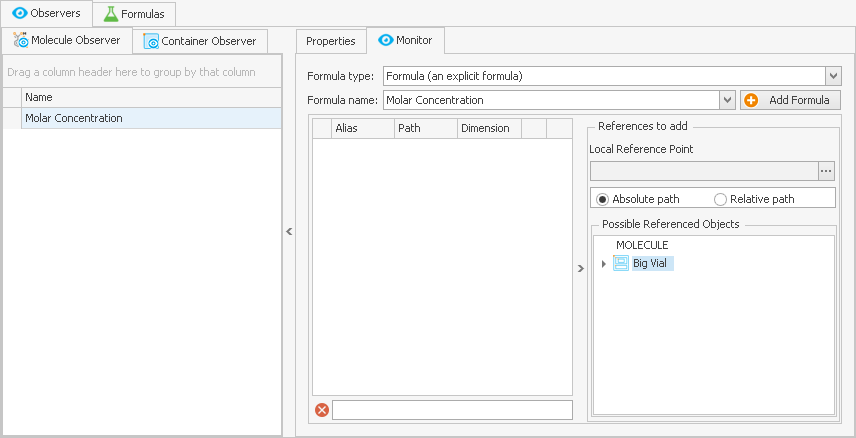 Observers Formulas
Molecule Observer Container Observer
Drag a column header here to group by that column
Name
Molar Concentration
Properties Monitor
Formula type: Formula (an explicit formula)
Formula name: Molar Concentration Add Formula
Alias Path Dimension
References to add
Local Reference Point
...
Absolute path Relative path
Possible Referenced Objects
MOLECULE
Big Vial